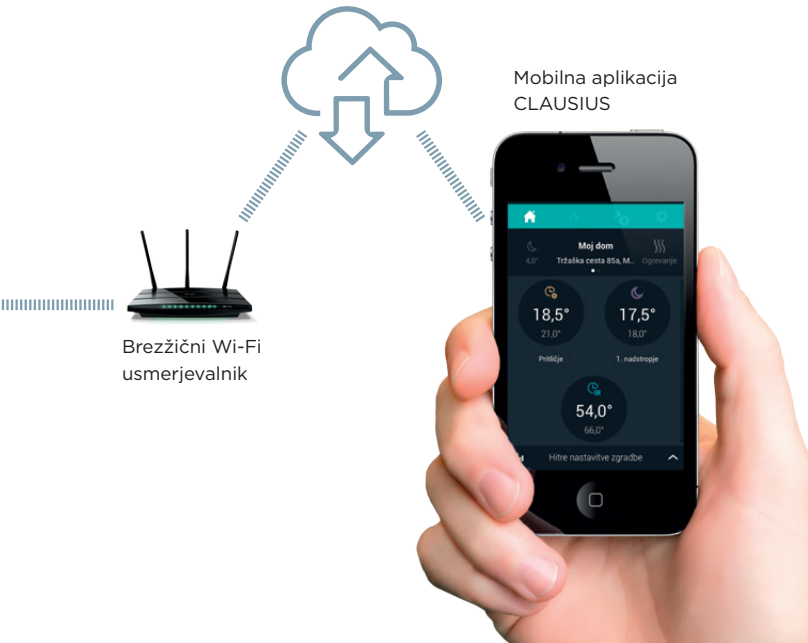 Mobilna aplikacija
CLAUSIUS
Moj dom
4,0°
Tržaška cesta 85a, M..
Ogrevanje
18,5°
21,0°
17,5°
18,0°
Pritličje
1. nadstropje
54,0°
66,0°
Hitre nastavitve zgradbe
Brezžični Wi-Fi
usmerjevalnik